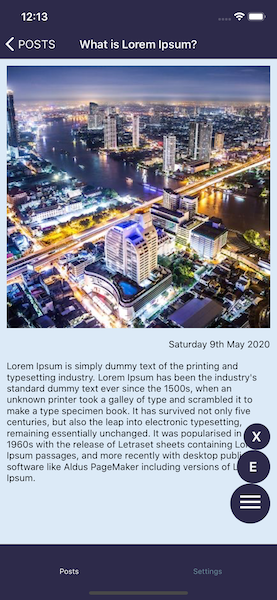 12:13
POSTS
What is Lorem Ipsum?
Saturday 9th May 2020
Lorem Ipsum is simply dummy text of the printing and
typesetting industry. Lorem Ipsum has been the industry's
standard dummy text ever since the 1500s, when an
unknown printer took a galley of type and scrambled it to
make a type specimen book. It has survived not only five
centuries, but also the leap into electronic typesetting,
remaining essentially unchanged. It was popularised in
X
1960s with the release of Letraset sheets containing Lo
Ipsum passages, and more recently with desktop publi
E
software like Aldus PageMaker including versions of L
Ipsum.
Posts
Settings